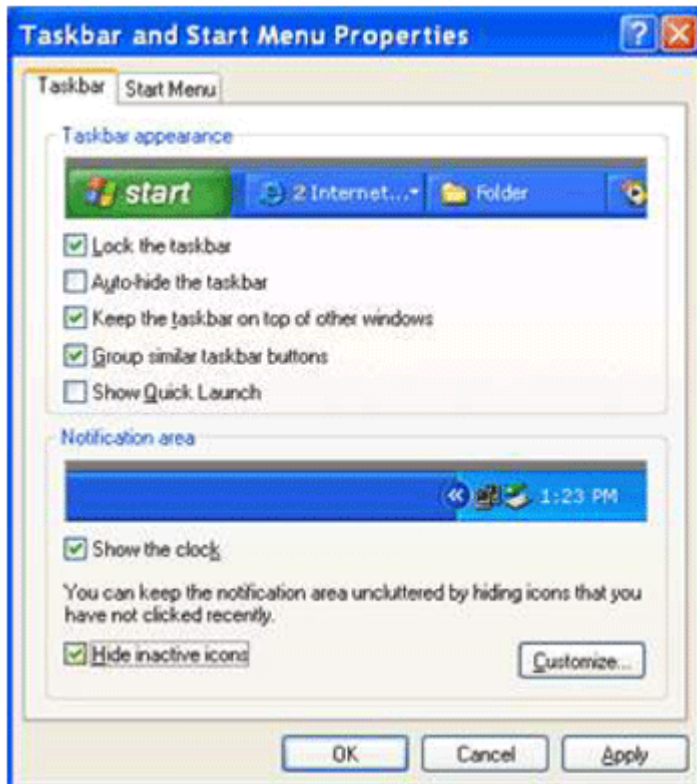 Taskbar and Start Menu Properties
Taskbar Start Menu
Taskbar appearance
start 2 Internet... Folder
Lock the taskbar
Auto-hide the taskbar
Keep the taskbar on top of other windows
Group similar taskbar buttons
Show Quick Launch
Notification area
1:23 PM
Show the clock
You can keep the notification area uncluttered by hiding icons that you
have not clicked recently.
Hide inactive icons Customize...
OK Cancel Apply